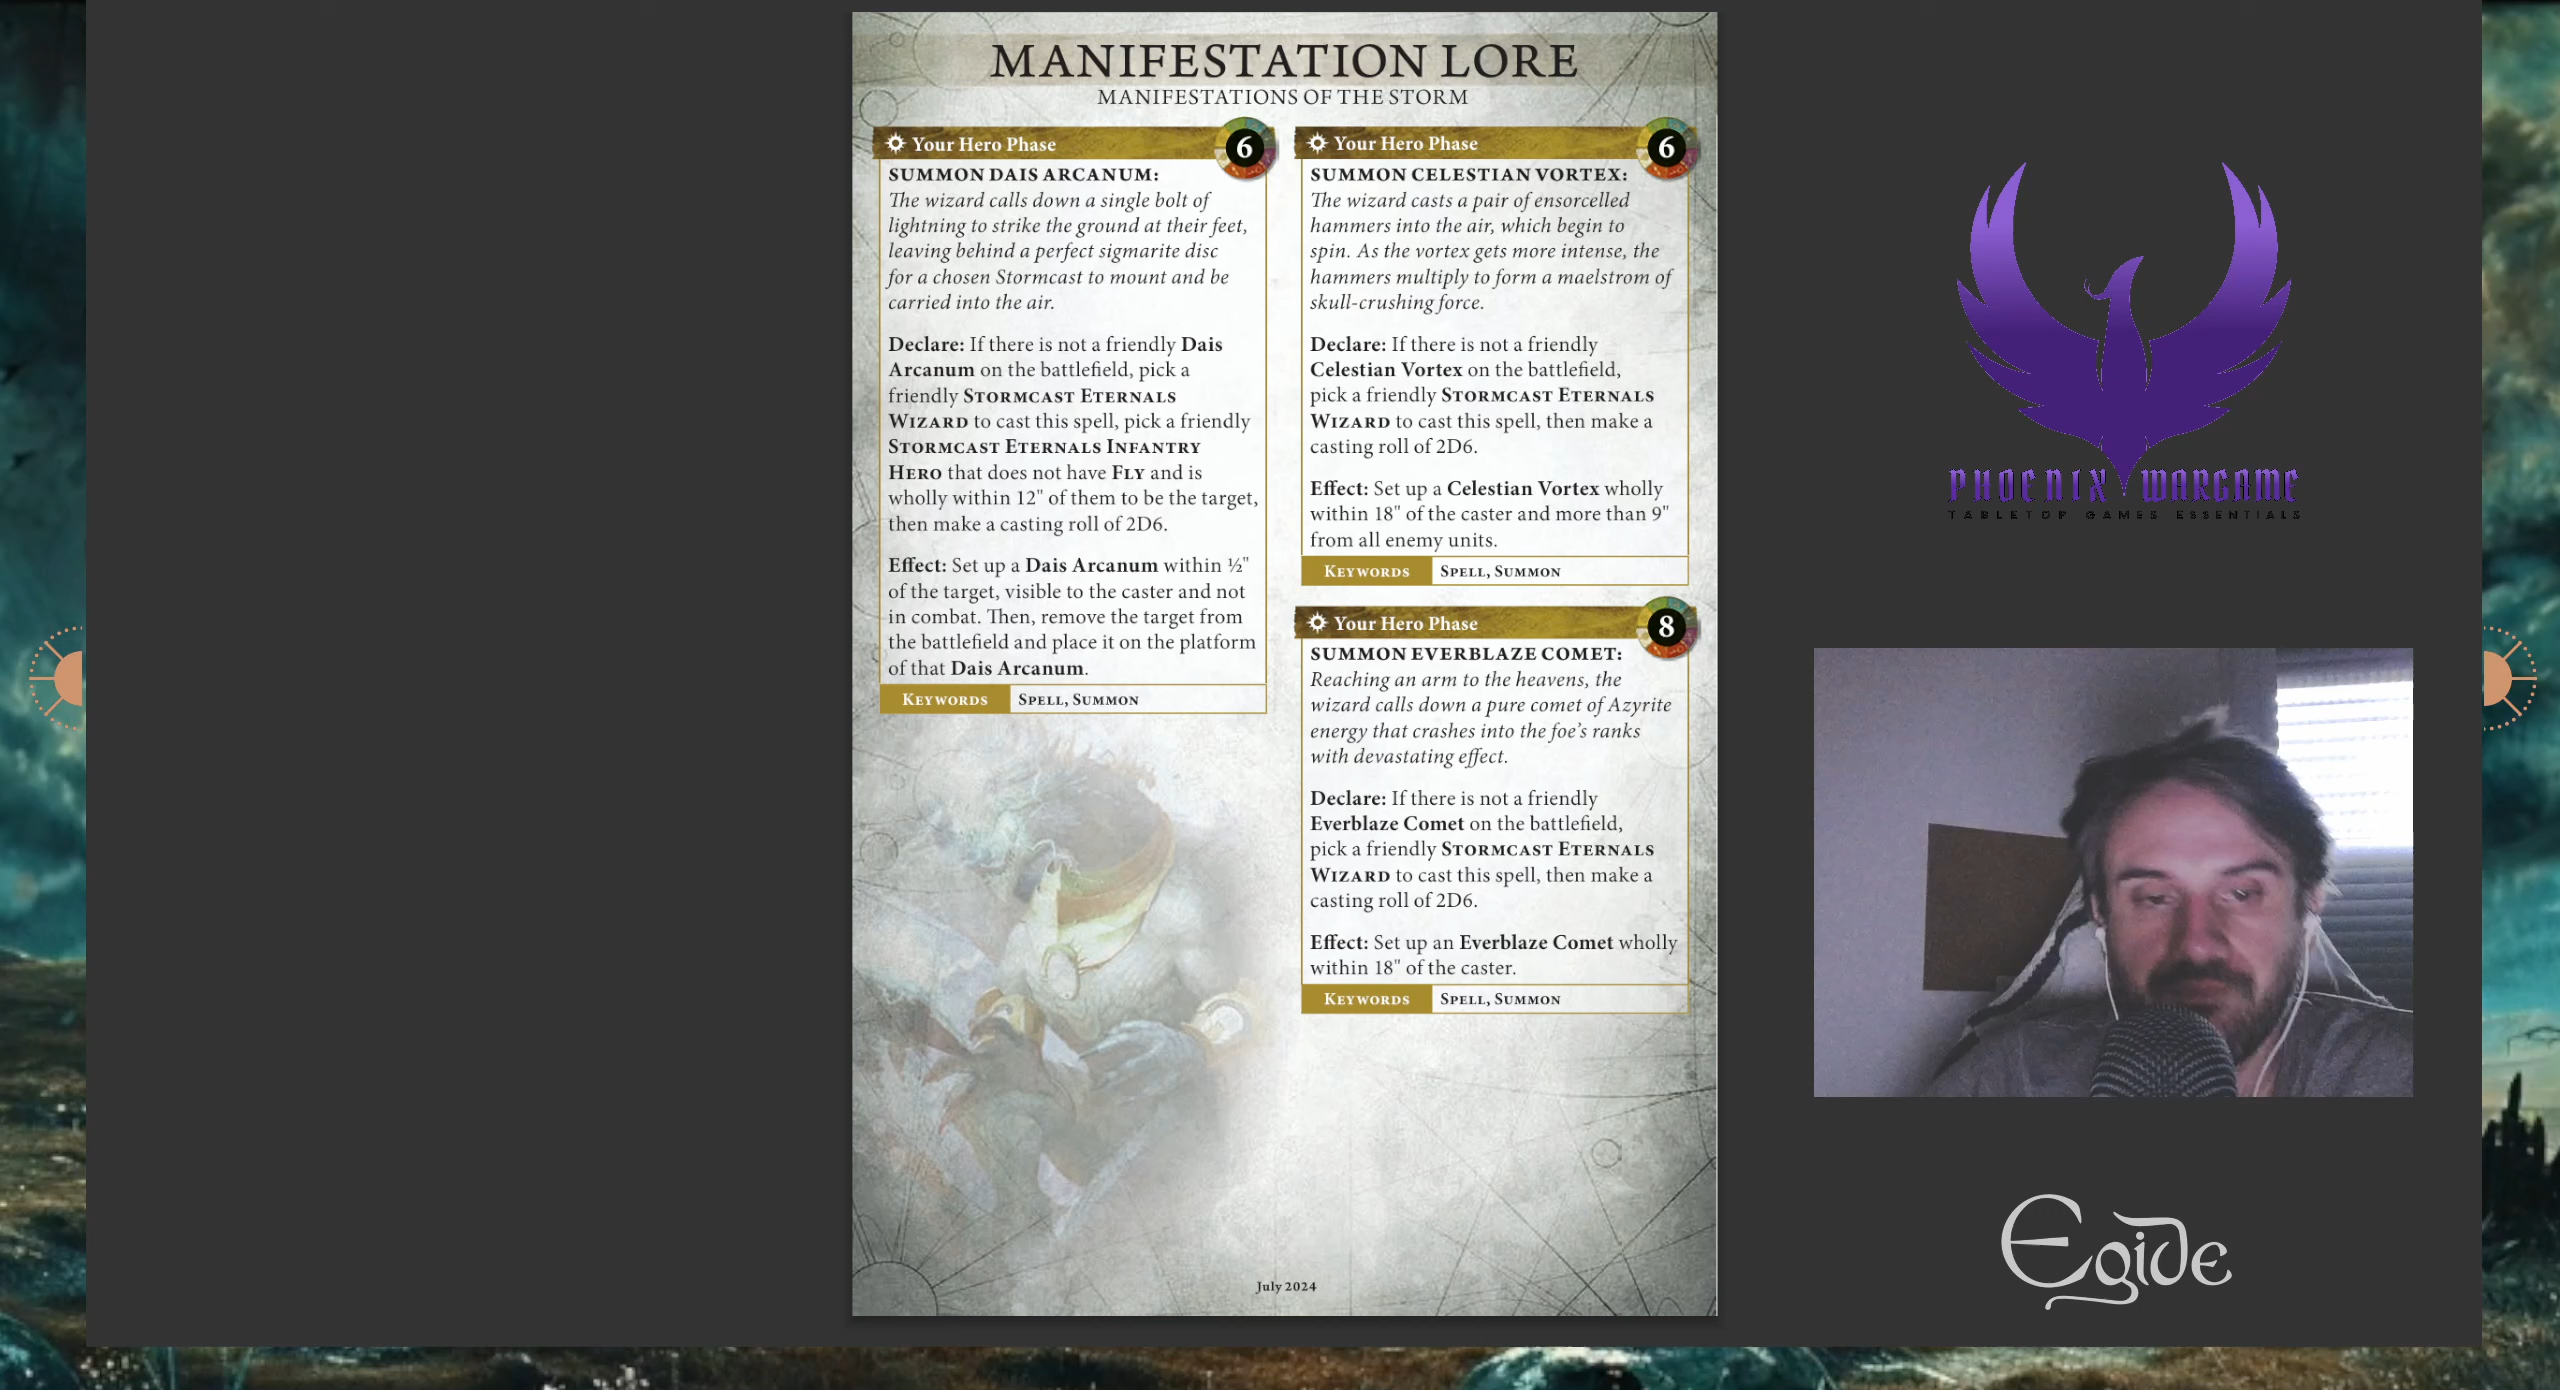 MANIFESTATION LORE
MANIFESTATIONS OF THE STORM
Your Hero Phase
6
SUMMON DAIS ARCANUM:
The wizard calls down a single bolt of
lightning to strike the ground at their feet,
leaving behind a perfect sigmarite disc
for a chosen Stormcast to mount and be
carried into the air.
Declare: If there is not a friendly Dais
Arcanum on the battlefield, pick a
friendly STORMCAST ETERNALS
WIZARD to cast this spell, pick a friendly
STORMCAST ETERNALS INFANTRY
HERO that does not have FLY and is
wholly within 12" of them to be the target,
then make a casting roll of 2D6.
Effect: Set up a Dais Arcanum within ½"
of the target, visible to the caster and not
in combat. Then, remove the target from
the battlefield and place it on the platform
of that Dais Arcanum.
KEYWORDS SPELL, SUMMON
Your Hero Phase
6
SUMMON CELESTIAN VORTEX:
The wizard casts a pair of ensorcelled
hammers into the air, which begin to
spin. As the vortex gets more intense, the
hammers multiply to form a maelstrom of
skull-crushing force.
Declare: If there is not a friendly
Celestian Vortex on the battlefield,
pick a friendly STORMCAST ETERNALS
WIZARD to cast this spell, then make a
casting roll of 2D6.
Effect: Set up a Celestian Vortex wholly
within 18" of the caster and more than 9"
from all enemy units.
KEYWORDS SPELL, SUMMON
Your Hero Phase
8
SUMMON EVERBLAZE COMET:
Reaching an arm to the heavens, the
wizard calls down a pure comet of Azyrite
energy that crashes into the foe's ranks
with devastating effect.
Declare: If there is not a friendly
Everblaze Comet on the battlefield,
pick a friendly STORMCAST ETERNALS
WIZARD to cast this spell, then make a
casting roll of 2D6.
Effect: Set up an Everblaze Comet wholly
within 18" of the caster.
KEYWORDS SPELL, SUMMON
July 2024
PHOENIX WARGAME
TABLETOP GAMES ESSENTIALS
Egide